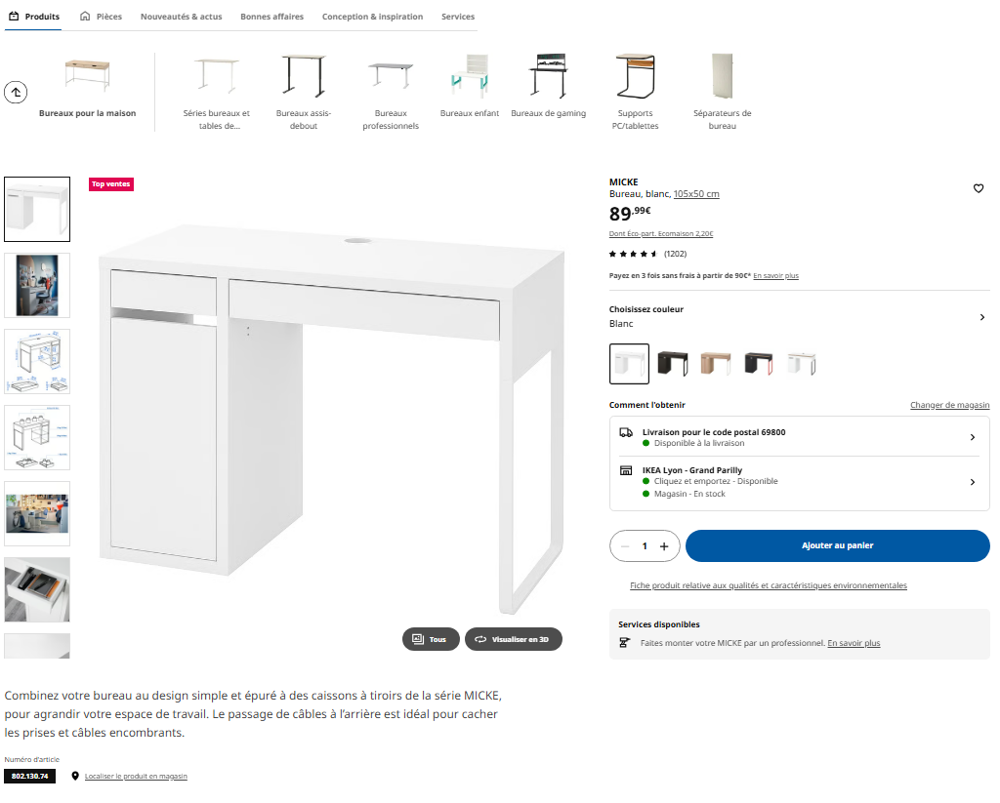 Produits
Pièces
Nouveautés & actus
Bonnes affaires
Conception & inspiration
Services
Bureaux pour la maison
Séries bureaux et
tables de...
Bureaux assis-
debout
Bureaux
professionnels
Bureaux enfant
Bureaux de gaming
Supports
PC/tablettes
Séparateurs de
bureau
Top ventes
MICKE
Bureau, blanc, 105x50 cm
89,99€
Dont Éco-part. Ecomaison 2,20€
(1202)
Payez en 3 fois sans frais à partir de 90€* En savoir plus
Choisissez couleur
Blanc
Comment l'obtenir
Changer de magasin
Livraison pour le code postal 69800
Disponible à la livraison
IKEA Lyon - Grand Parilly
Cliquez et emportez - Disponible
Magasin - En stock
1
Ajouter au panier
Fiche produit relative aux qualités et caractéristiques environnementales
Services disponibles
Faites monter votre MICKE par un professionnel. En savoir plus
Tous
Visualiser en 3D
Combinez votre bureau au design simple et épuré à des caissons à tiroirs de la série MICKE,
pour agrandir votre espace de travail. Le passage de câbles à l'arrière est idéal pour cacher
les prises et câbles encombrants.
Numéro d'article
802.130.74
Localiser le produit en magasin